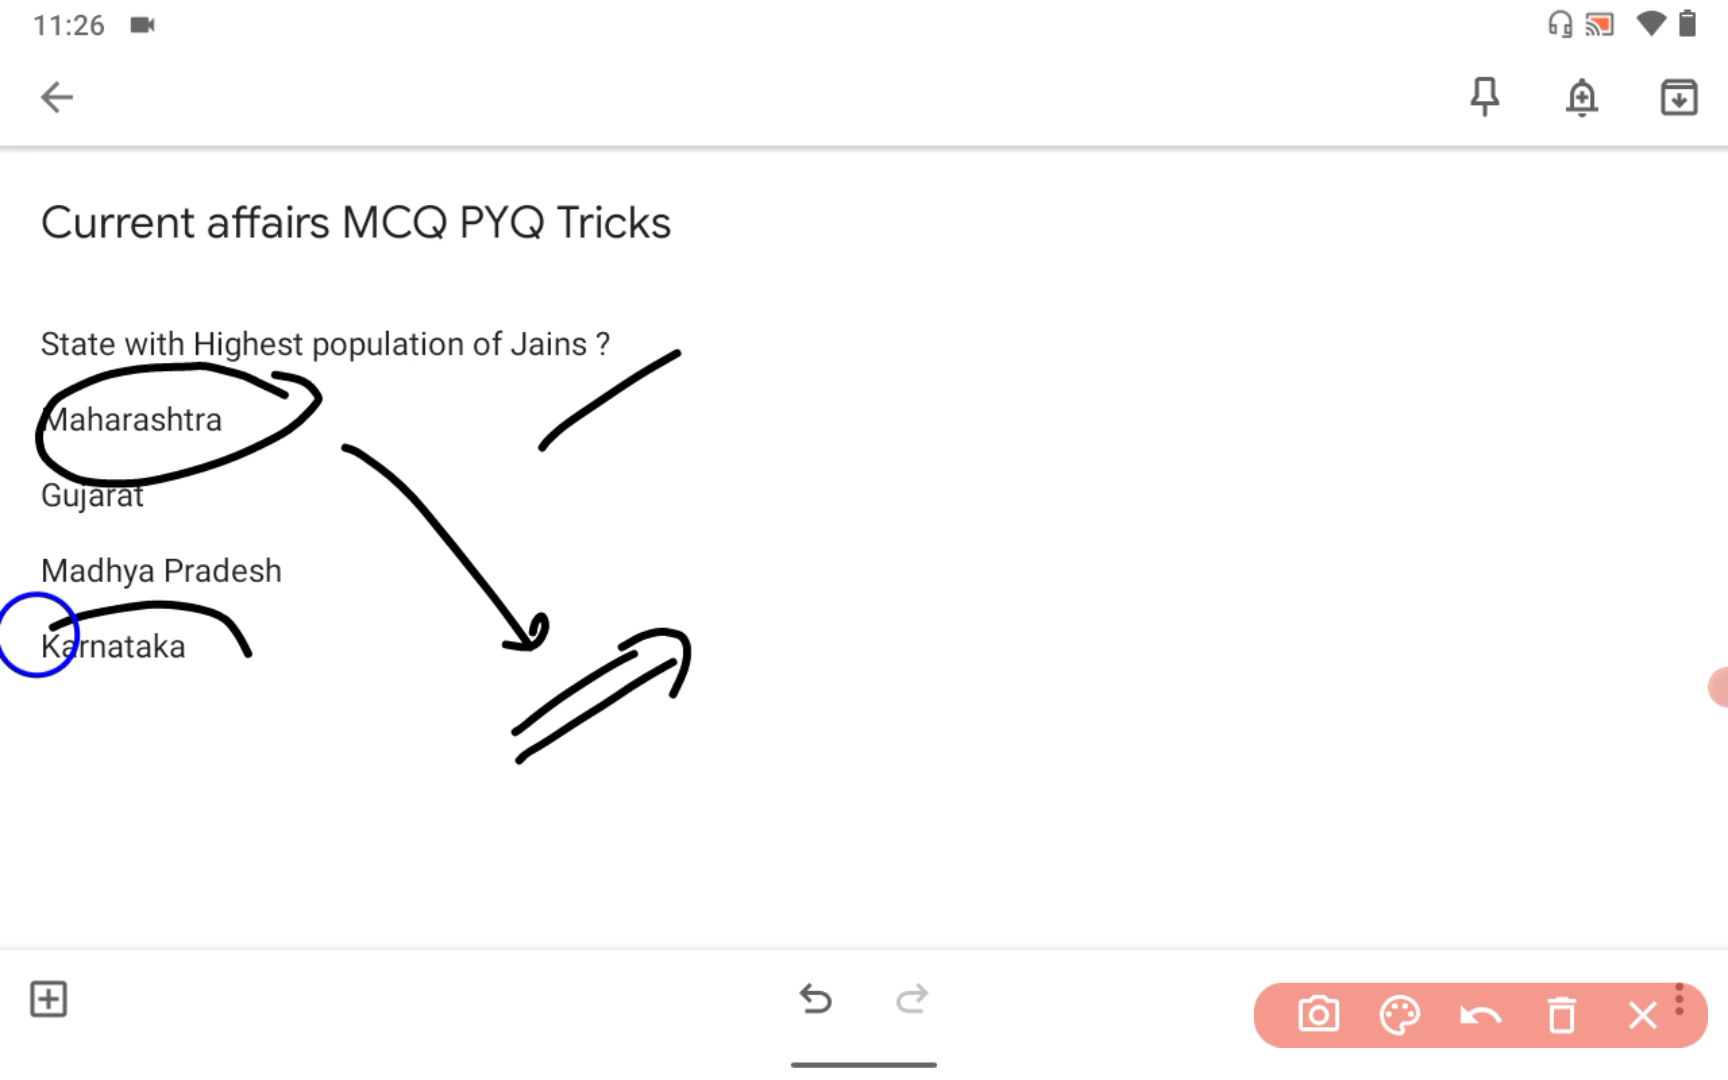 11:26
Current affairs MCQ PYQ Tricks
State with Highest population of Jains ?
Maharashtra
Gujarat
Madhya Pradesh
Karnataka